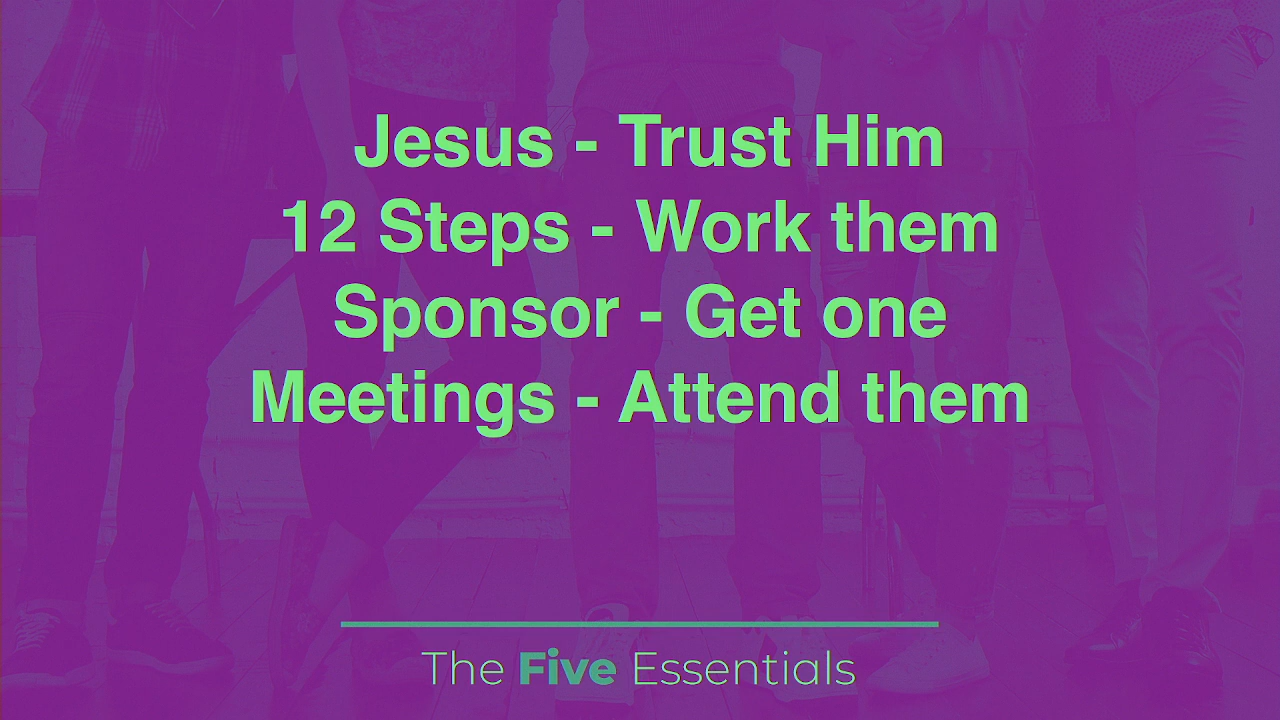 Jesus - Trust Him
12 Steps - Work them
Sponsor - Get one
Meetings - Attend them
The Five Essentials